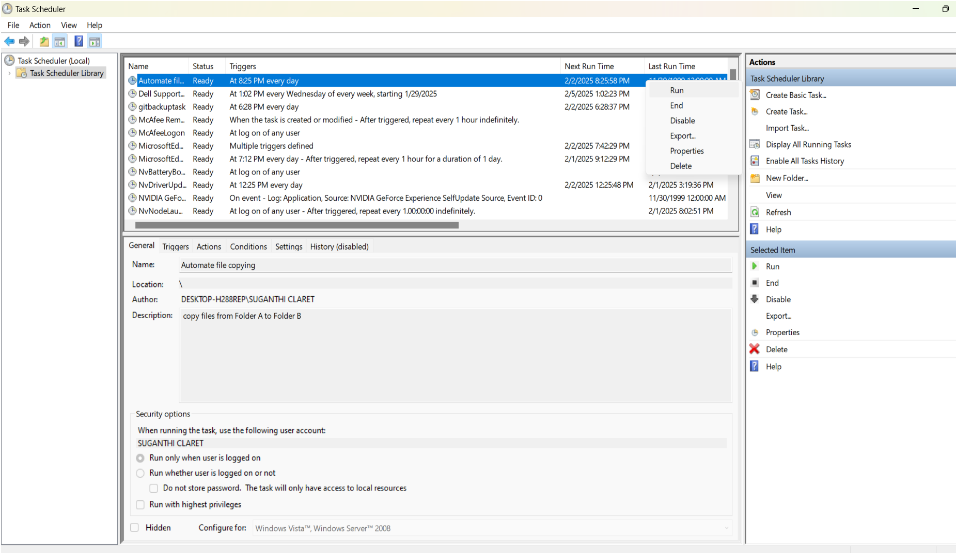 Task Scheduler
File Action View Help
Task Scheduler (Local)
Task Scheduler Library
Name Status Triggers Next Run Time Last Run Time
Automate fil... Ready At 8:25 PM every day 2/2/2025 8:25:58 PM
Dell Support... Ready At 1:02 PM every Wednesday of every week, starting 1/29/2025 2/5/2025 1:02:23 PM
gitbackuptask Ready At 6:28 PM every day 2/2/2025 6:28:37 PM
McAfee Rem... Ready When the task is created or modified - After triggered, repeat every 1 hour indefinitely.
McAfeeLogon Ready At log on of any user
MicrosoftEd... Ready Multiple triggers defined 2/2/2025 7:42:29 PM
MicrosoftEd... Ready At 7:12 PM every day - After triggered, repeat every 1 hour for a duration of 1 day. 2/1/2025 9:12:29 PM
NvBatteryBo... Ready At log on of any user
NvDriverUpd... Ready At 12:25 PM every day 2/2/2025 12:25:48 PM 2/1/2025 3:19:36 PM
NVIDIA GeFo... Ready On event - Log: Application, Source: NVIDIA GeForce Experience SelfUpdate Source, Event ID: 0 11/30/1999 12:00:00 AM
NvNodeLau... Ready At log on of any user - After triggered, repeat every 1.00:00:00 indefinitely. 2/1/2025 8:02:51 PM
Run
End
Disable
Export...
Properties
Delete
General Triggers Actions Conditions Settings History (disabled)
Name: Automate file copying
Location: \
Author: DESKTOP-H288REP\SUGANTHI CLARET
Description: copy files from Folder A to Folder B
Security options
When running the task, use the following user account:
SUGANTHI CLARET
Run only when user is logged on
Run whether user is logged on or not
Do not store password. The task will only have access to local resources
Run with highest privileges
Hidden Configure for: Windows Vista™, Windows Server™ 2008
Actions
Task Scheduler Library
Create Basic Task...
Create Task...
Import Task...
Display All Running Tasks
Enable All Tasks History
New Folder...
View
Refresh
Help
Selected Item
Run
End
Disable
Export...
Properties
Delete
Help